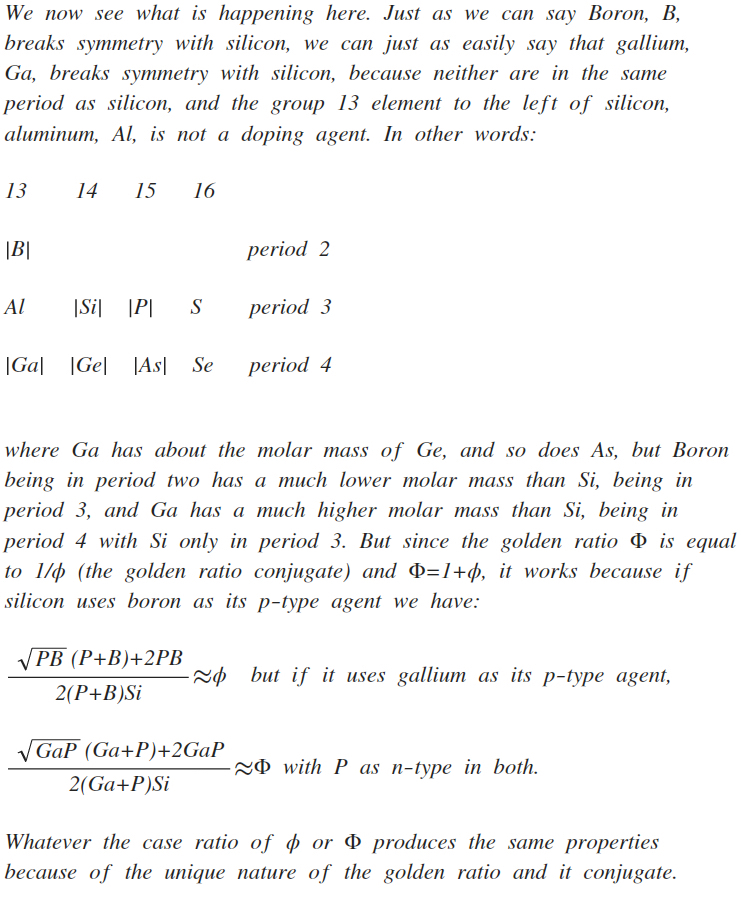 We now see what is happening here. Just as we can say Boron, B,
breaks symmetry with silicon, we can just as easily say that gallium,
Ga, breaks symmetry with silicon, because neither are in the same
period as silicon, and the group 13 element to the left of silicon,
aluminum, Al, is not a doping agent. In other words:
13 14 15 16
|B| period 2
Al |Si| |P| S period 3
|Ga| |Ge| |As| Se period 4
where Ga has about the molar mass of Ge, and so does As, but Boron
being in period two has a much lower molar mass than Si, being in
period 3, and Ga has a much higher molar mass than Si, being in
period 4 with Si only in period 3. But since the golden ratio Φ is equal
to 1/ϕ (the golden ratio conjugate) and Φ=1+ϕ, it works because if
silicon uses boron as its p-type agent we have:
√PB (P+B)+2PB
2(P+B)Si
≈ϕ but if it uses gallium as its p-type agent,
√GaP (Ga+P)+2GaP
2(Ga+P)Si
≈Φ with P as n-type in both.
Whatever the case ratio of ϕ or Φ produces the same properties
because of the unique nature of the golden ratio and it conjugate.